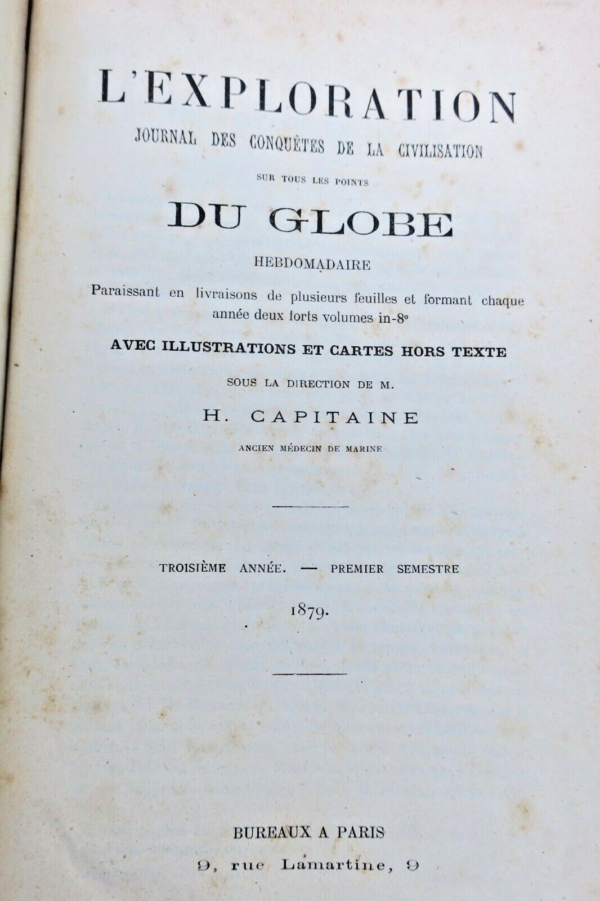 L'EXPLORATION
JOURNAL DES CONQUÊTES DE LA CIVILISATION
SUR TOUS LES POINTS
DU GLOBE
HEBDOMADAIRE
Paraissant en livraisons de plusieurs feuilles et formant chaque
année deux forts volumes in-8º
AVEC ILLUSTRATIONS ET CARTES HORS TEXTE
SOUS LA DIRECTION DE M.
H. CAPITAINE
ANCIEN MÉDECIN DE MARINE
TROISIÈME ANNÉE. — PREMIER SEMESTRE
1879.
BUREAUX A PARIS
9, rue Lamartine, 9